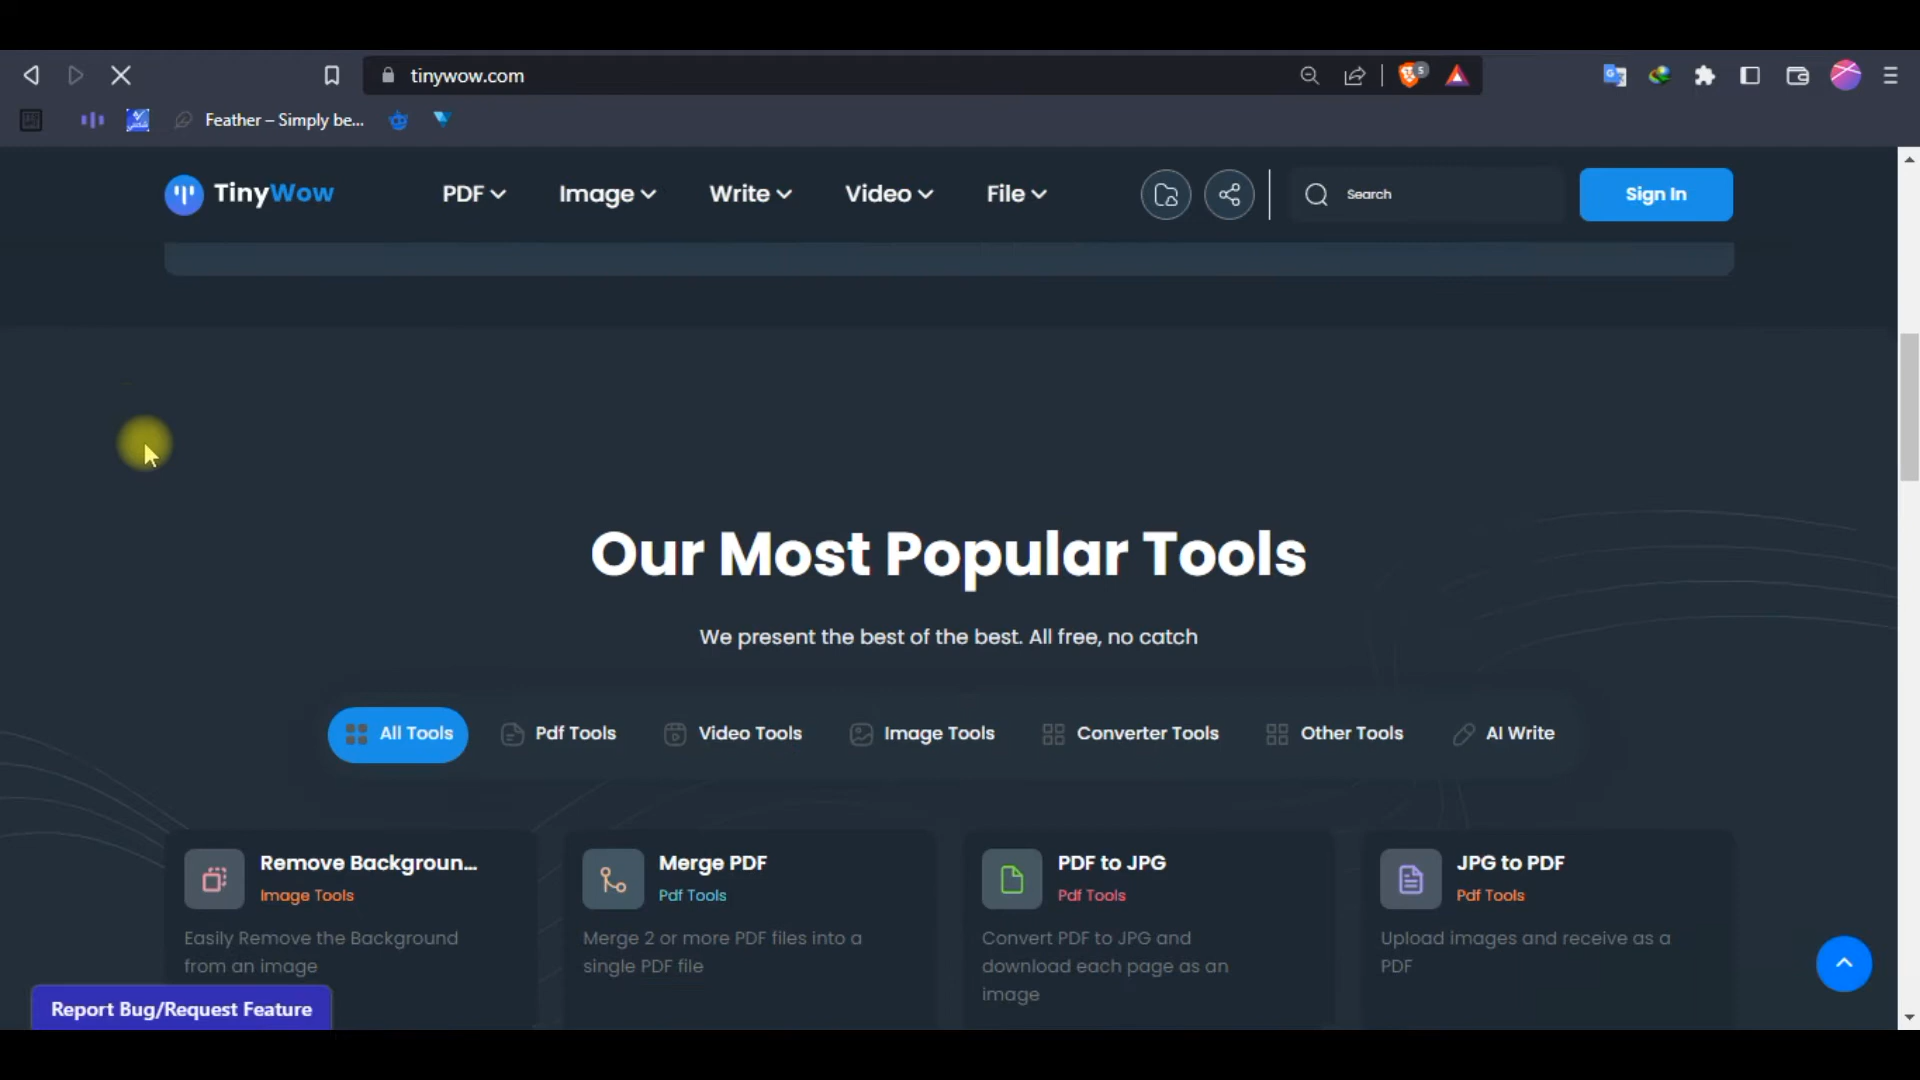 tinywow.com
5
Feather – Simply be...
TinyWow
PDF
Image
Write
Video
File
Search
Sign In
Our Most Popular Tools
We present the best of the best. All free, no catch
All Tools
Pdf Tools
Video Tools
Image Tools
Converter Tools
Other Tools
AI Write
Remove Backgroun...
Image Tools
Easily Remove the Background
from an image
Merge PDF
Pdf Tools
Merge 2 or more PDF files into a
single PDF file
PDF to JPG
Pdf Tools
Convert PDF to JPG and
download each page as an
image
JPG to PDF
Pdf Tools
Upload images and receive as a
PDF
Report Bug/Request Feature